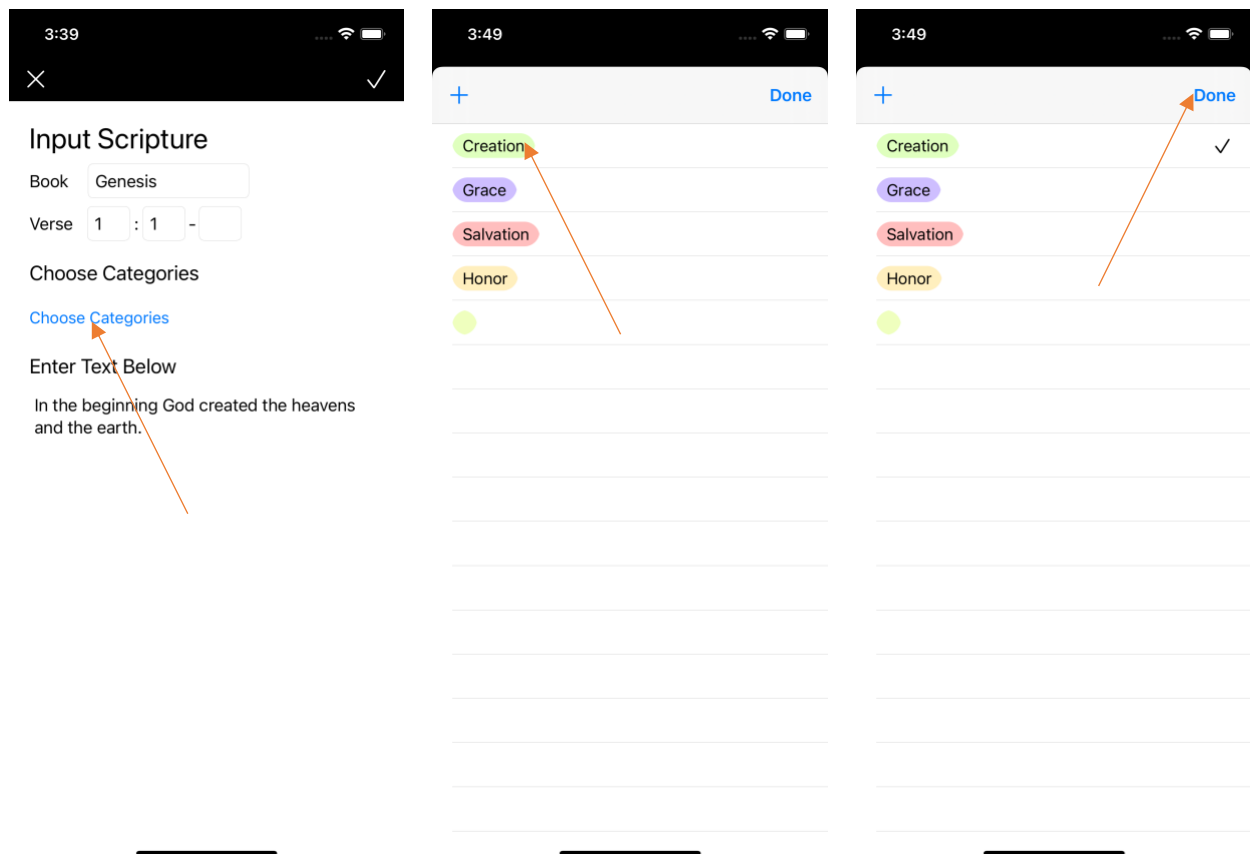 3:39
Input Scripture
Book Genesis
Verse 1 : 1 -
Choose Categories
Choose Categories
Enter Text Below
In the beginning God created the heavens
and the earth.
3:49
+ Done
Creation
Grace
Salvation
Honor
3:49
+ Done
Creation
Grace
Salvation
Honor